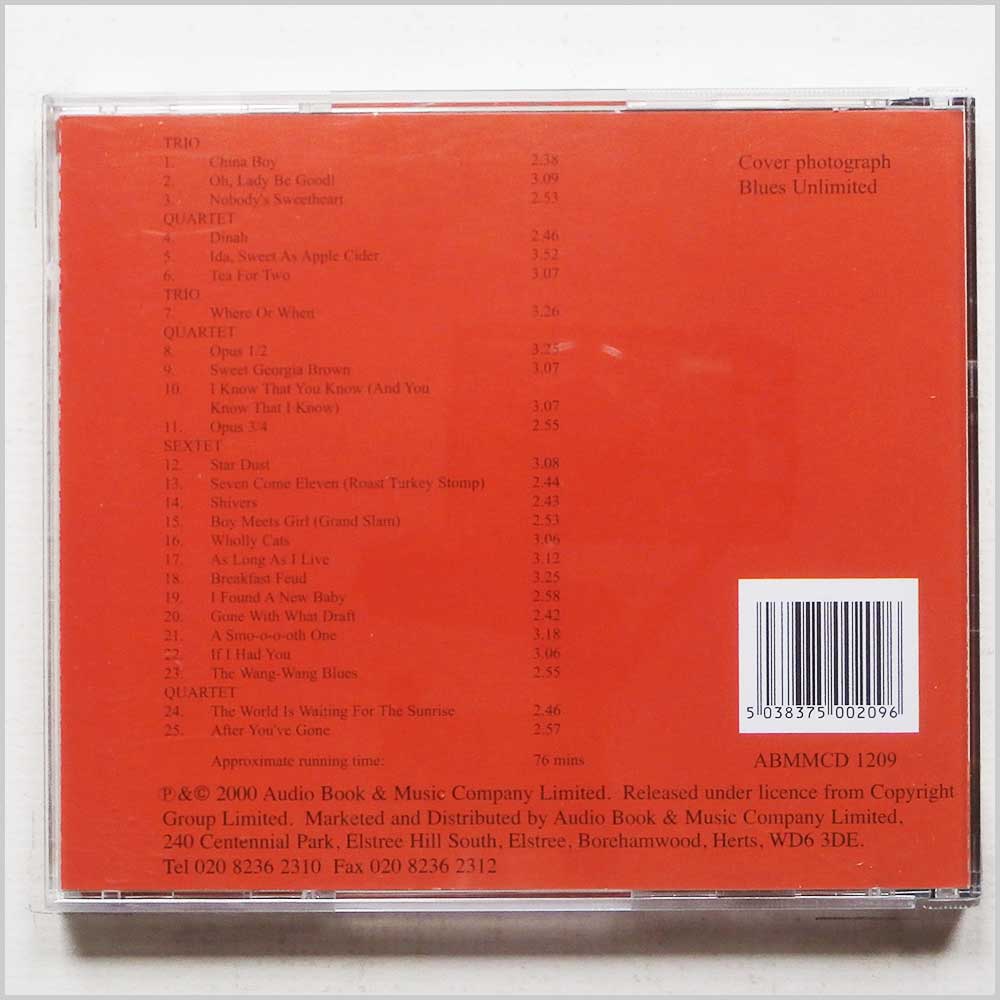 TRIO
1. China Boy 2.38
2. Oh, Lady Be Good! 3.09
3. Nobody's Sweetheart 2.53
QUARTET
4. Dinah 2.46
5. Ida, Sweet As Apple Cider 3.52
6. Tea For Two 3.07
TRIO
7. Where Or When 3.26
QUARTET
8. Opus 1/2 3.25
9. Sweet Georgia Brown 3.07
10. I Know That You Know (And You
Know That I Know) 3.07
11. Opus 3/4 2.55
SEXTET
12. Star Dust 3.08
13. Seven Come Eleven (Roast Turkey Stomp) 2.44
14. Shivers 2.43
15. Boy Meets Girl (Grand Slam) 2.53
16. Wholly Cats 3.06
17. As Long As I Live 3.12
18. Breakfast Feud 3.25
19. I Found A New Baby 2.58
20. Gone With What Draft 2.42
21. A Smo-o-o-oth One 3.18
22. If I Had You 3.06
23. The Wang-Wang Blues 2.55
QUARTET
24. The World Is Waiting For The Sunrise 2.46
25. After You've Gone 2.57
Approximate running time: 76 mins
Cover photograph
Blues Unlimited
5 038375 002096
ABMMCD 1209
℗ &© 2000 Audio Book & Music Company Limited. Released under licence from Copyright
Group Limited. Marketed and Distributed by Audio Book & Music Company Limited,
240 Centennial Park, Elstree Hill South, Elstree, Borehamwood, Herts, WD6 3DE.
Tel 020 8236 2310 Fax 020 8236 2312